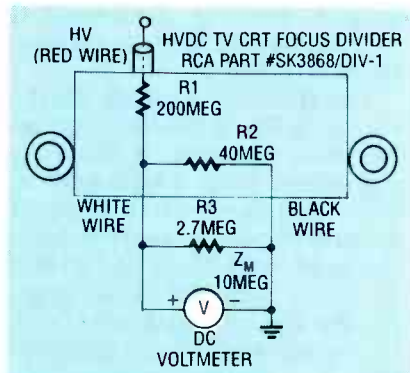 HV
(RED WIRE)
HVDC TV CRT FOCUS DIVIDER
RCA PART #SK3868/DIV-1
R1
200MEG
R2
40MEG
WHITE
WIRE
BLACK
WIRE
R3
2.7MEG
ZM
10MEG
+ V −
DC
VOLTMETER